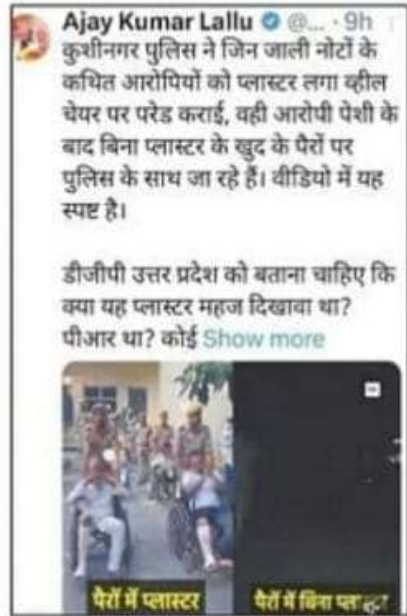 Ajay Kumar Lallu @... · 9h
कुशीनगर पुलिस ने जिन जाली नोटों के
कथित आरोपियों को प्लास्टर लगा व्हील
चेयर पर परेड कराई, वही आरोपी पेशी के
बाद बिना प्लास्टर के खुद के पैरों पर
पुलिस के साथ जा रहे हैं। वीडियो में यह
स्पष्ट है।
डीजीपी उत्तर प्रदेश को बताना चाहिए कि
क्या यह प्लास्टर महज दिखावा था?
पीआर था? कोई Show more
पैरों में प्लास्टर
पैरों में बिना प्लास्टर